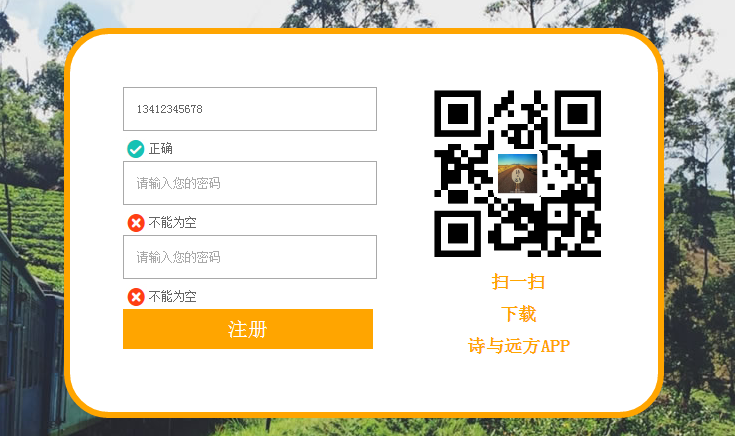 13412345678
正确
请输入您的密码
不能为空
请输入您的密码
不能为空
注册
扫一扫
下载
诗与远方APP